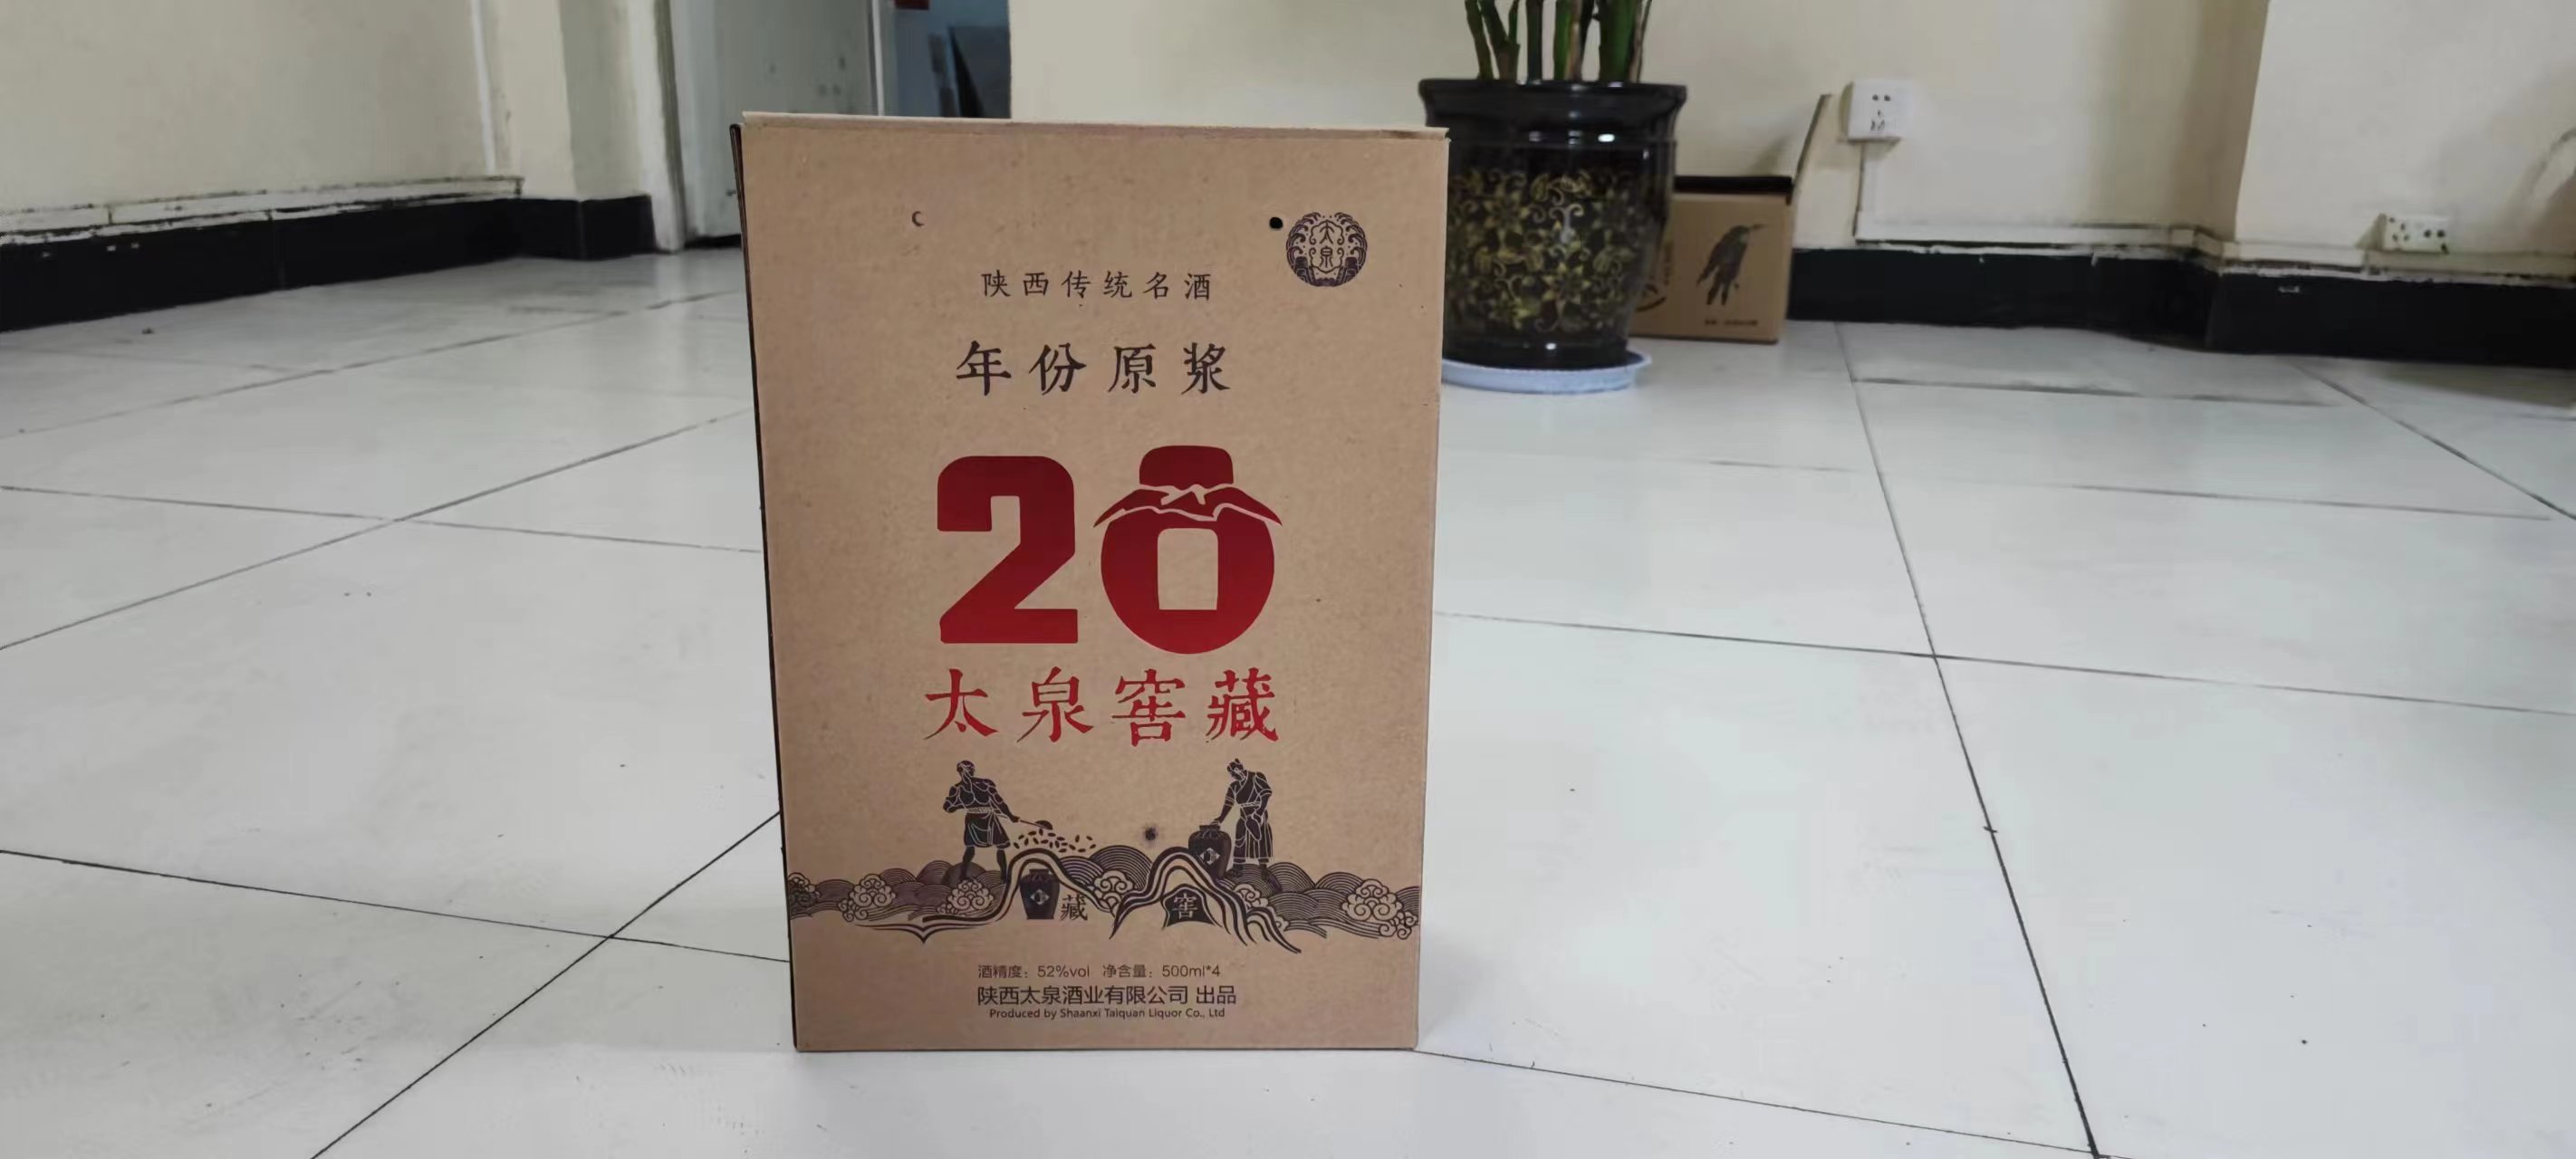 太泉
陕西传统名酒
年份原浆
20
太泉窖藏
藏 窖
酒精度：52%vol 净含量：500ml*4
陕西太泉酒业有限公司 出品
Produced by Shaanxi Taiquan Liquor Co., Ltd